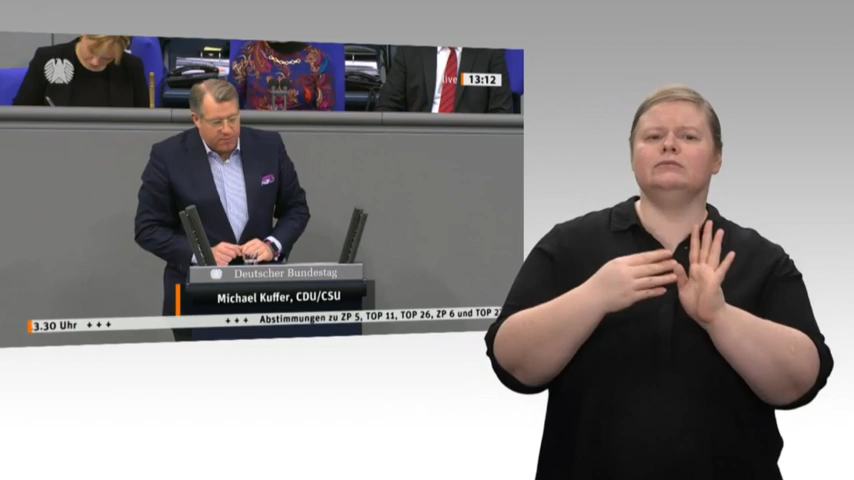 live 13:12
Deutscher Bundestag
Michael Kuffer, CDU/CSU
3.30 Uhr +++ +++ Abstimmungen zu ZP 5, TOP 11, TOP 26, ZP 6 und TOP 2